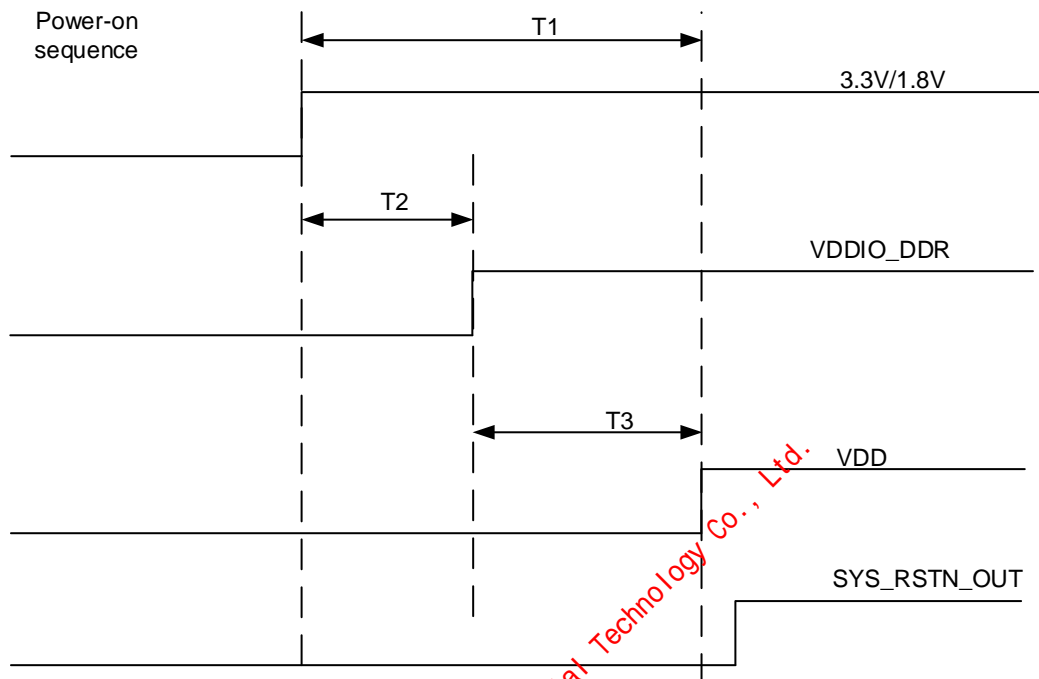 Power-on
sequence
T1
3.3V/1.8V
T2
VDDIO_DDR
T3
VDD
SYS_RSTN_OUT
Technology Co., Ltd.